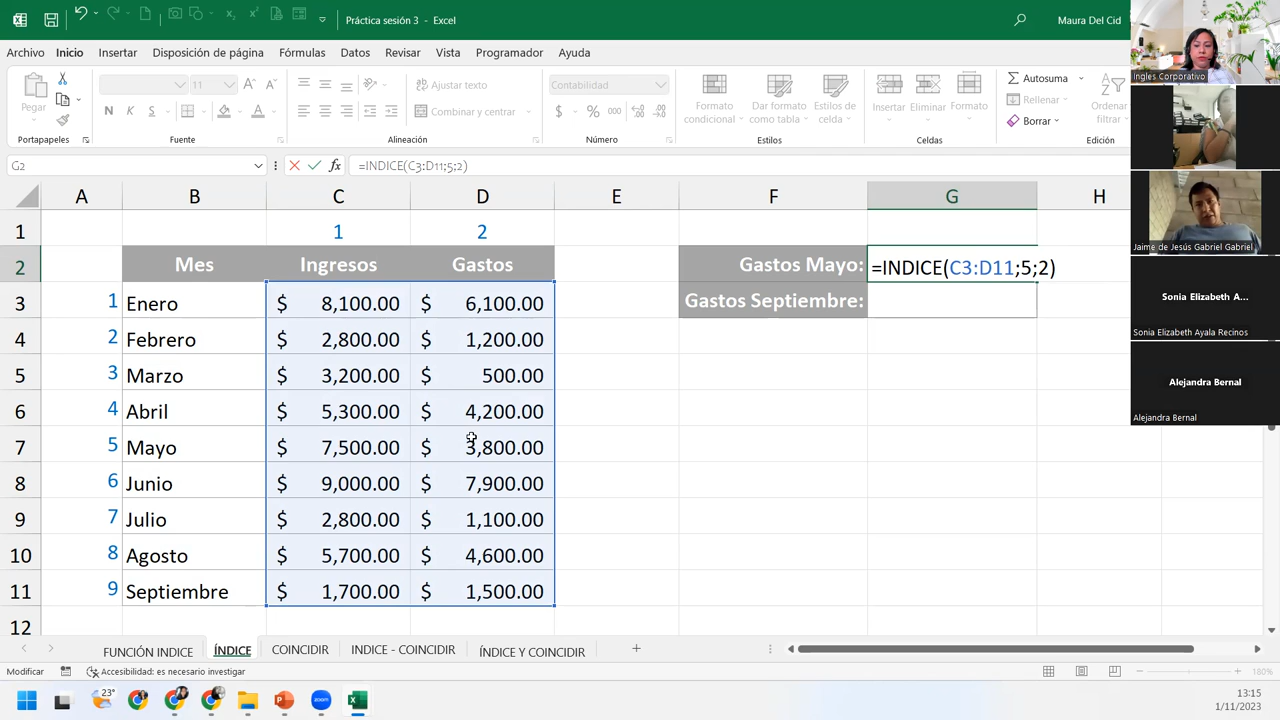 Práctica sesión 3 - Excel
Maura Del Cid
Archivo Inicio Insertar Disposición de página Fórmulas Datos Revisar Vista Programador Ayuda
Pegar
Portapapeles
11
N K S
Fuente
Ajustar texto
Combinar y centrar
Alineación
Contabilidad
$ % 000
Número
Formato condicional
Dar formato como tabla
Estilos de celda
Estilos
Insertar
Eliminar
Formato
Celdas
Autosuma
Rellenar
Borrar
Ordenar
filtrar
Edición
G2
fx =INDICE(C3:D11;5;2)
A B C D E F G H
1 1 2
2 Mes Ingresos Gastos Gastos Mayo: =INDICE(C3:D11;5;2)
3 1 Enero $ 8,100.00 $ 6,100.00 Gastos Septiembre:
4 2 Febrero $ 2,800.00 $ 1,200.00
5 3 Marzo $ 3,200.00 $ 500.00
6 4 Abril $ 5,300.00 $ 4,200.00
7 5 Mayo $ 7,500.00 $ 3,800.00
8 6 Junio $ 9,000.00 $ 7,900.00
9 7 Julio $ 2,800.00 $ 1,100.00
10 8 Agosto $ 5,700.00 $ 4,600.00
11 9 Septiembre $ 1,700.00 $ 1,500.00
12
FUNCIÓN INDICE ÍNDICE COINCIDIR INDICE - COINCIDIR ÍNDICE Y COINCIDIR
Modificar
Accesibilidad: es necesario investigar
180%
23°
zoom
13:15
1/11/2023
Ingles Corporativo
Jaime de Jesús Gabriel Gabriel
Sonia Elizabeth A...
Sonia Elizabeth Ayala Recinos
Alejandra Bernal
Alejandra Bernal